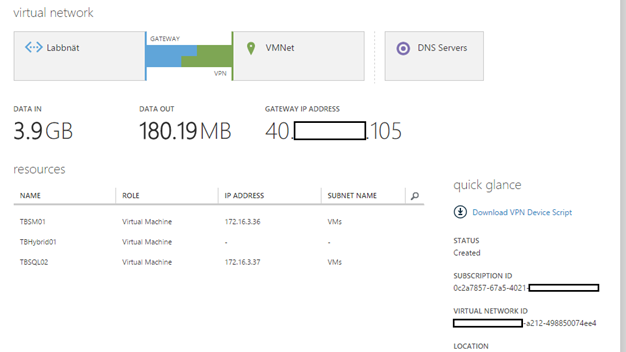 virtual network
Labbnät
GATEWAY
VPN
VMNet
DNS Servers
DATA IN
DATA OUT
GATEWAY IP ADDRESS
3.9 GB
180.19 MB
40. .105
resources
NAME ROLE IP ADDRESS SUBNET NAME
TBSM01 Virtual Machine 172.16.3.36 VMs
TBHybrid01 Virtual Machine - -
TBSQL02 Virtual Machine 172.16.3.37 VMs
quick glance
Download VPN Device Script
STATUS
Created
SUBSCRIPTION ID
0c2a7857-67a5-4021-
VIRTUAL NETWORK ID
-a212-498850074ee4
LOCATION